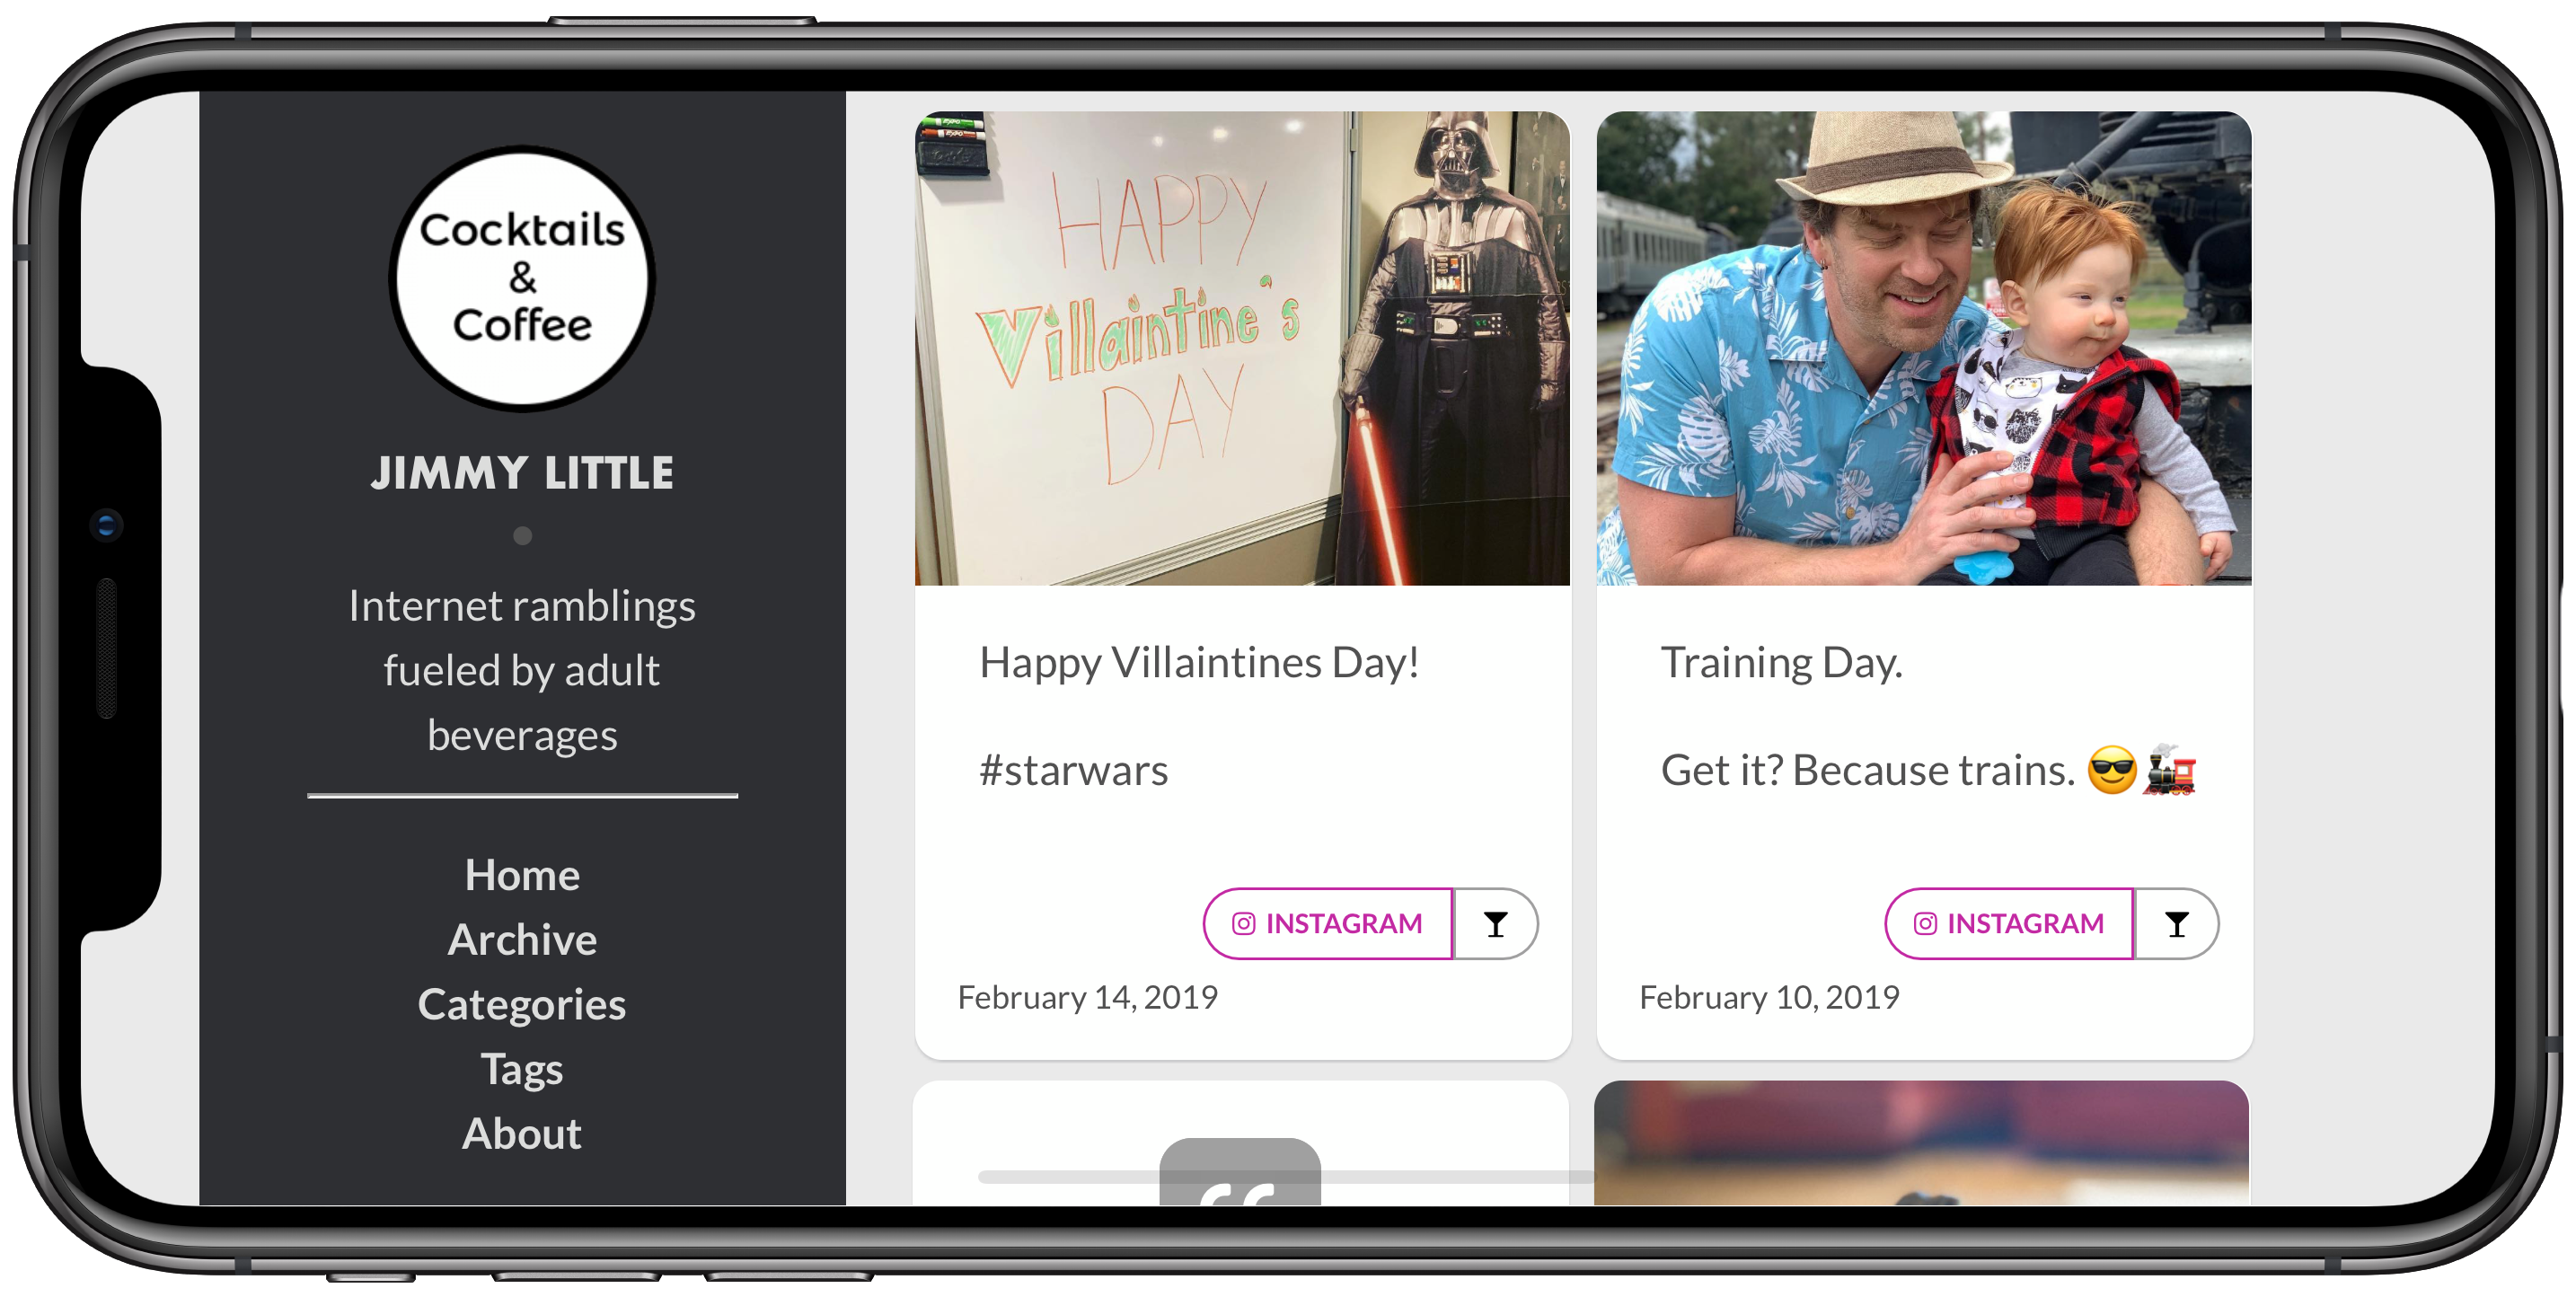 Cocktails
&
Coffee
JIMMY LITTLE
Internet ramblings
fueled by adult
beverages
Home
Archive
Categories
Tags
About
HAPPY
Villaintine's
DAY
Happy Villaintines Day!
#starwars
INSTAGRAM
February 14, 2019
Training Day.
Get it? Because trains. 😎🚂
INSTAGRAM
February 10, 2019